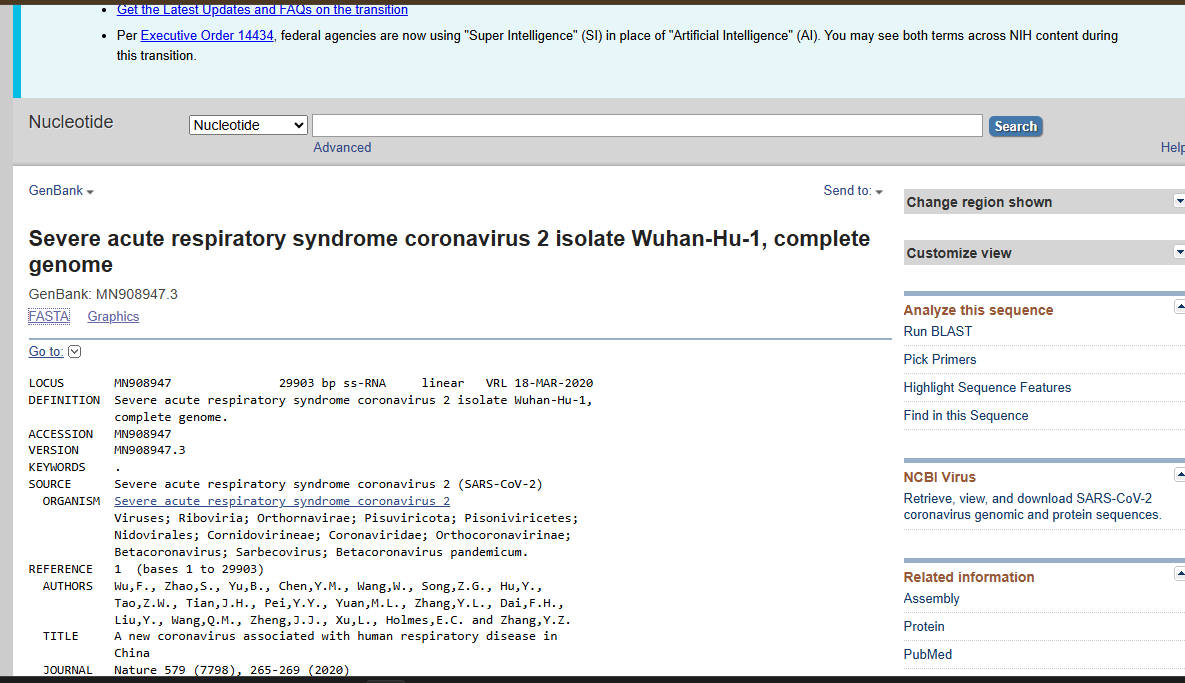 Get the Latest Updates and FAQs on the transition
Per Executive Order 14434, federal agencies are now using "Super Intelligence" (SI) in place of "Artificial Intelligence" (AI). You may see both terms across NIH content during
this transition.
Nucleotide
Nucleotide
Search
Advanced
Help
GenBank
Send to:
Severe acute respiratory syndrome coronavirus 2 isolate Wuhan-Hu-1, complete
genome
GenBank: MN908947.3
FASTA Graphics
Go to:
LOCUS MN908947 29903 bp ss-RNA linear VRL 18-MAR-2020
DEFINITION Severe acute respiratory syndrome coronavirus 2 isolate Wuhan-Hu-1,
complete genome.
ACCESSION MN908947
VERSION MN908947.3
KEYWORDS .
SOURCE Severe acute respiratory syndrome coronavirus 2 (SARS-CoV-2)
ORGANISM Severe acute respiratory syndrome coronavirus 2
Viruses; Riboviria; Orthornavirae; Pisuviricota; Pisoniviricetes;
Nidovirales; Cornidovirineae; Coronaviridae; Orthocoronavirinae;
Betacoronavirus; Sarbecovirus; Betacoronavirus pandemicum.
REFERENCE 1 (bases 1 to 29903)
AUTHORS Wu,F., Zhao,S., Yu,B., Chen,Y.M., Wang,W., Song,Z.G., Hu,Y.,
Tao,Z.W., Tian,J.H., Pei,Y.Y., Yuan,M.L., Zhang,Y.L., Dai,F.H.,
Liu,Y., Wang,Q.M., Zheng,J.J., Xu,L., Holmes,E.C. and Zhang,Y.Z.
TITLE A new coronavirus associated with human respiratory disease in
China
JOURNAL Nature 579 (7798), 265-269 (2020)
Change region shown
Customize view
Analyze this sequence
Run BLAST
Pick Primers
Highlight Sequence Features
Find in this Sequence
NCBI Virus
Retrieve, view, and download SARS-CoV-2
coronavirus genomic and protein sequences.
Related information
Assembly
Protein
PubMed